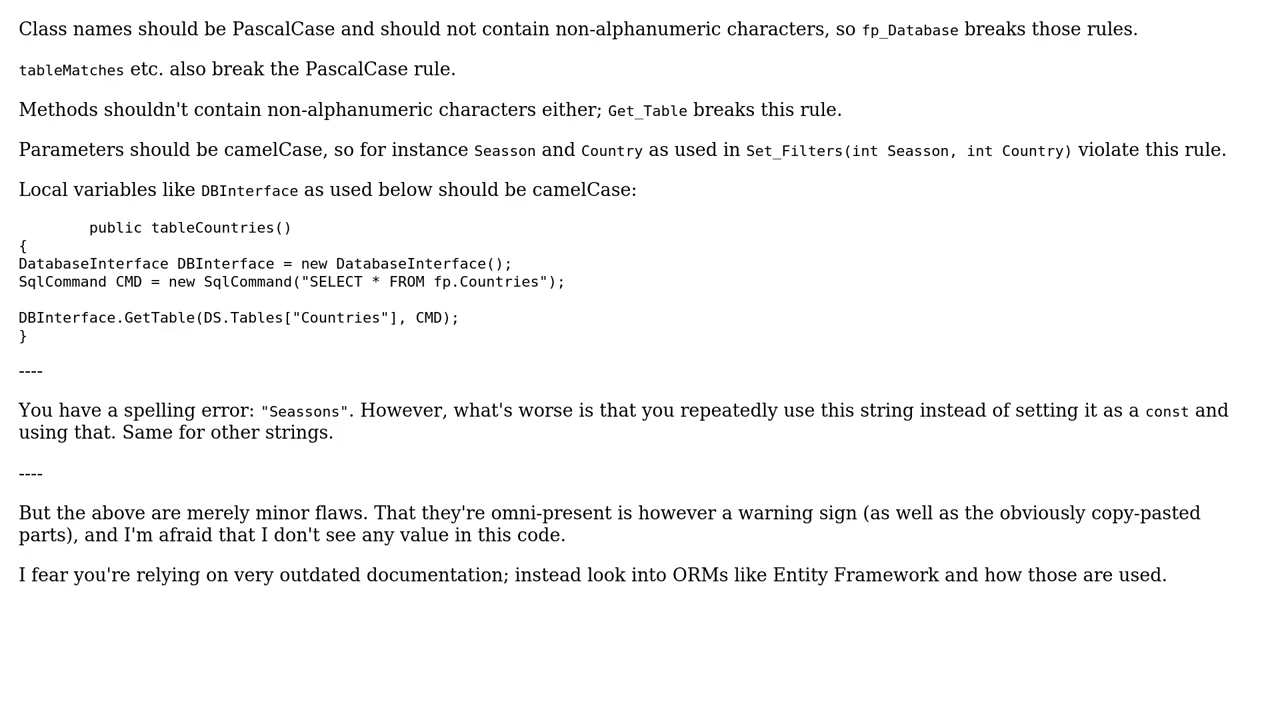 Class names should be PascalCase and should not contain non-alphanumeric characters, so fp_Database breaks those rules.
tableMatches etc. also break the PascalCase rule.
Methods shouldn't contain non-alphanumeric characters either; Get_Table breaks this rule.
Parameters should be camelCase, so for instance Seasson and Country as used in Set_Filters(int Seasson, int Country) violate this rule.
Local variables like DBInterface as used below should be camelCase:
public tableCountries()
{
DatabaseInterface DBInterface = new DatabaseInterface();
SqlCommand CMD = new SqlCommand("SELECT * FROM fp.Countries");
DBInterface.GetTable(DS.Tables["Countries"], CMD);
}
----
You have a spelling error: "Seassons". However, what's worse is that you repeatedly use this string instead of setting it as a const and
using that. Same for other strings.
----
But the above are merely minor flaws. That they're omni-present is however a warning sign (as well as the obviously copy-pasted
parts), and I'm afraid that I don't see any value in this code.
I fear you're relying on very outdated documentation; instead look into ORMs like Entity Framework and how those are used.